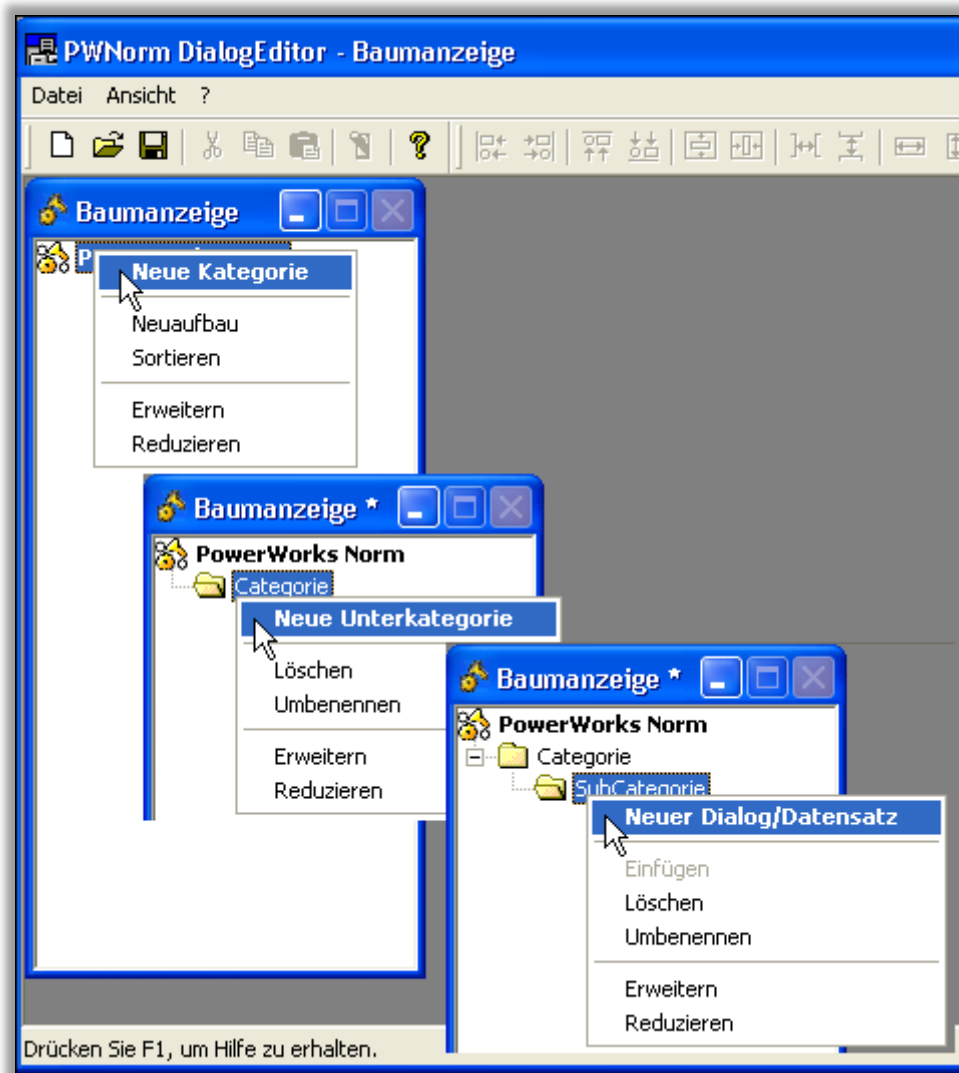 PWNorm DialogEditor - Baumanzeige
Datei Ansicht ?
Baumanzeige
Neue Kategorie
Neuaufbau
Sortieren
Erweitern
Reduzieren
Baumanzeige *
PowerWorks Norm
Categorie
Neue Unterkategorie
Löschen
Umbenennen
Erweitern
Reduzieren
Baumanzeige *
PowerWorks Norm
Categorie
SubCategorie
Neuer Dialog/Datensatz
Einfügen
Löschen
Umbenennen
Erweitern
Reduzieren
Drücken Sie F1, um Hilfe zu erhalten.